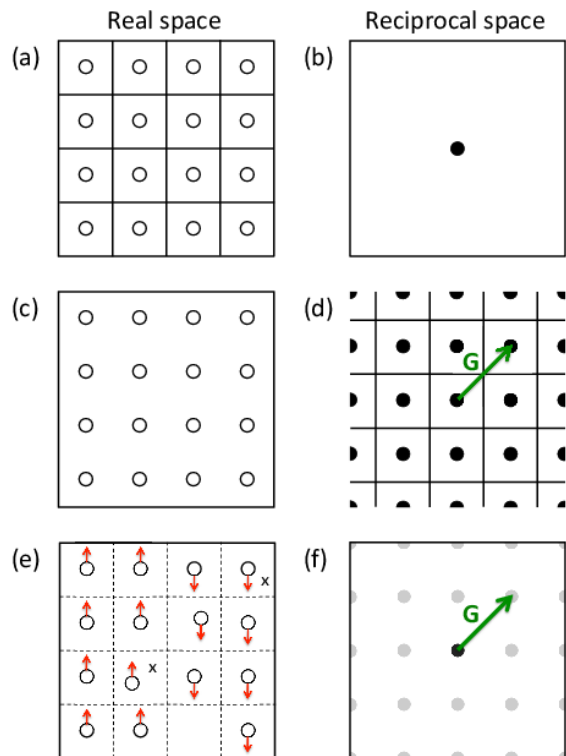 Real space Reciprocal space
(a) (b)
(c) (d)
G
(e) (f)
x
G
x